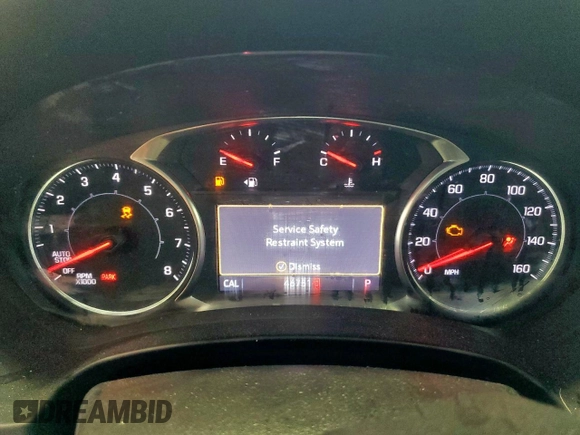 E F C H
1 2 3 4 5 6 7 8
AUTO STOP
OFF
RPM X1000
PARK
Service Safety
Restraint System
Dismiss
CAL
P
0 20 40 60 80 100 120 140 160
MPH
DREAMBID